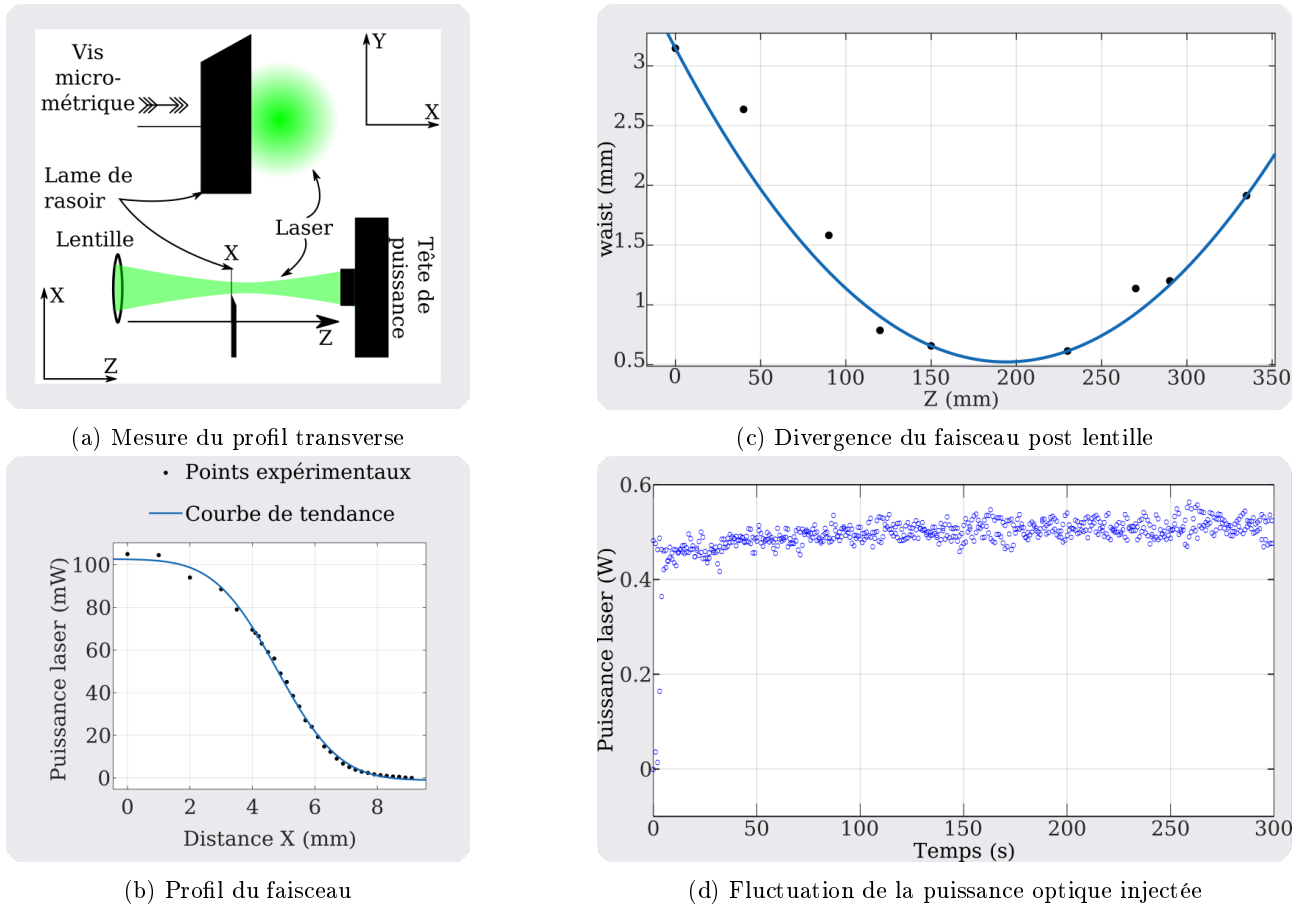 Vis
micro-
métrique
Y
X
Lame de
rasoir
Lentille
X
Laser
Tête de
puissance
X
Z
Z
(a) Mesure du profil transverse
3
2.5
2
1.5
1
0.5
waist (mm)
0 50 100 150 200 250 300 350
Z (mm)
(c) Divergence du faisceau post lentille
Points expérimentaux
Courbe de tendance
100
80
60
40
20
0
Puissance laser (mW)
0 2 4 6 8
Distance X (mm)
(b) Profil du faisceau
0.6
0.4
0.2
0
Puissance laser (W)
0 50 100 150 200 250 300
Temps (s)
(d) Fluctuation de la puissance optique injectée